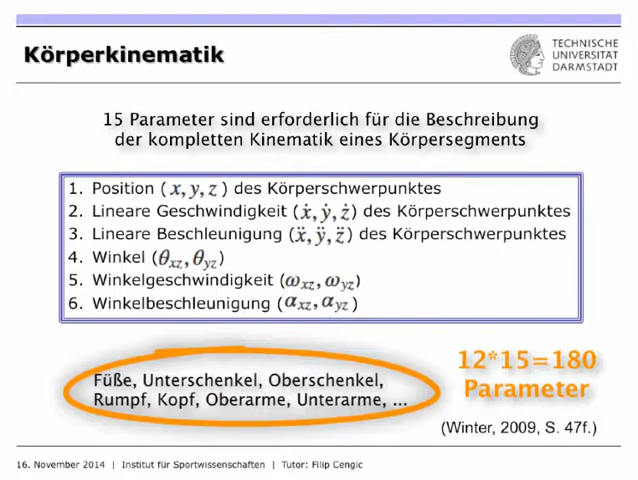 Körperkinematik
TECHNISCHE
UNIVERSITÄT
DARMSTADT
15 Parameter sind erforderlich für die Beschreibung
der kompletten Kinematik eines Körpersegments
1. Position (x, y, z) des Körperschwerpunktes
2. Lineare Geschwindigkeit (ẋ, ẏ, ż) des Körperschwerpunktes
3. Lineare Beschleunigung (ẍ, ÿ, z̈) des Körperschwerpunktes
4. Winkel (θxz, θyz)
5. Winkelgeschwindigkeit (ωxz, ωyz)
6. Winkelbeschleunigung (αxz, αyz)
Füße, Unterschenkel, Oberschenkel,
Rumpf, Kopf, Oberarme, Unterarme, ...
12*15=180
Parameter
(Winter, 2009, S. 47f.)
16. November 2014 | Institut für Sportwissenschaften | Tutor: Filip Cengic